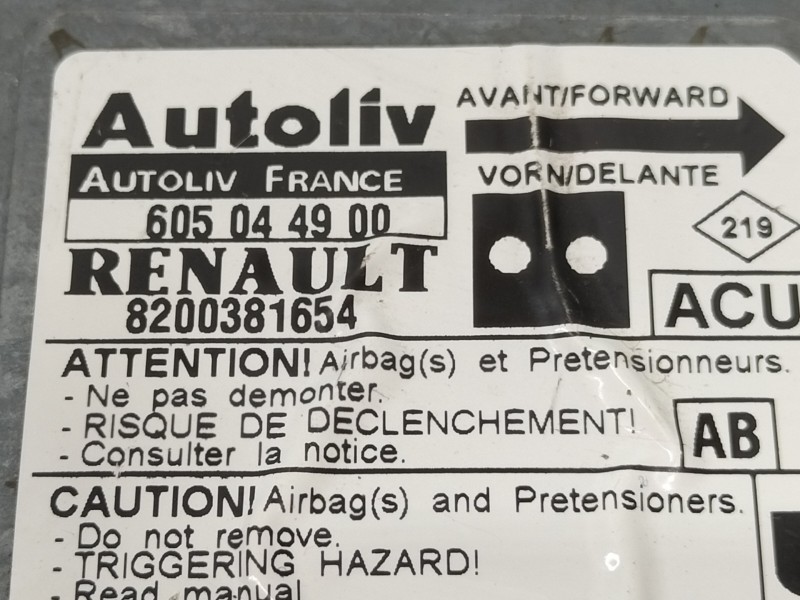 Autoliv
AUTOLIV FRANCE
605 04 49 00
RENAULT
8200381654
AVANT/FORWARD
VORN/DELANTE
219
ACU
ATTENTION! Airbag(s) et Pretensionneurs.
- Ne pas demonter.
- RISQUE DE DECLENCHEMENT!
- Consulter la notice.
AB
CAUTION! Airbag(s) and Pretensioners.
- Do not remove.
- TRIGGERING HAZARD!
- Read manual